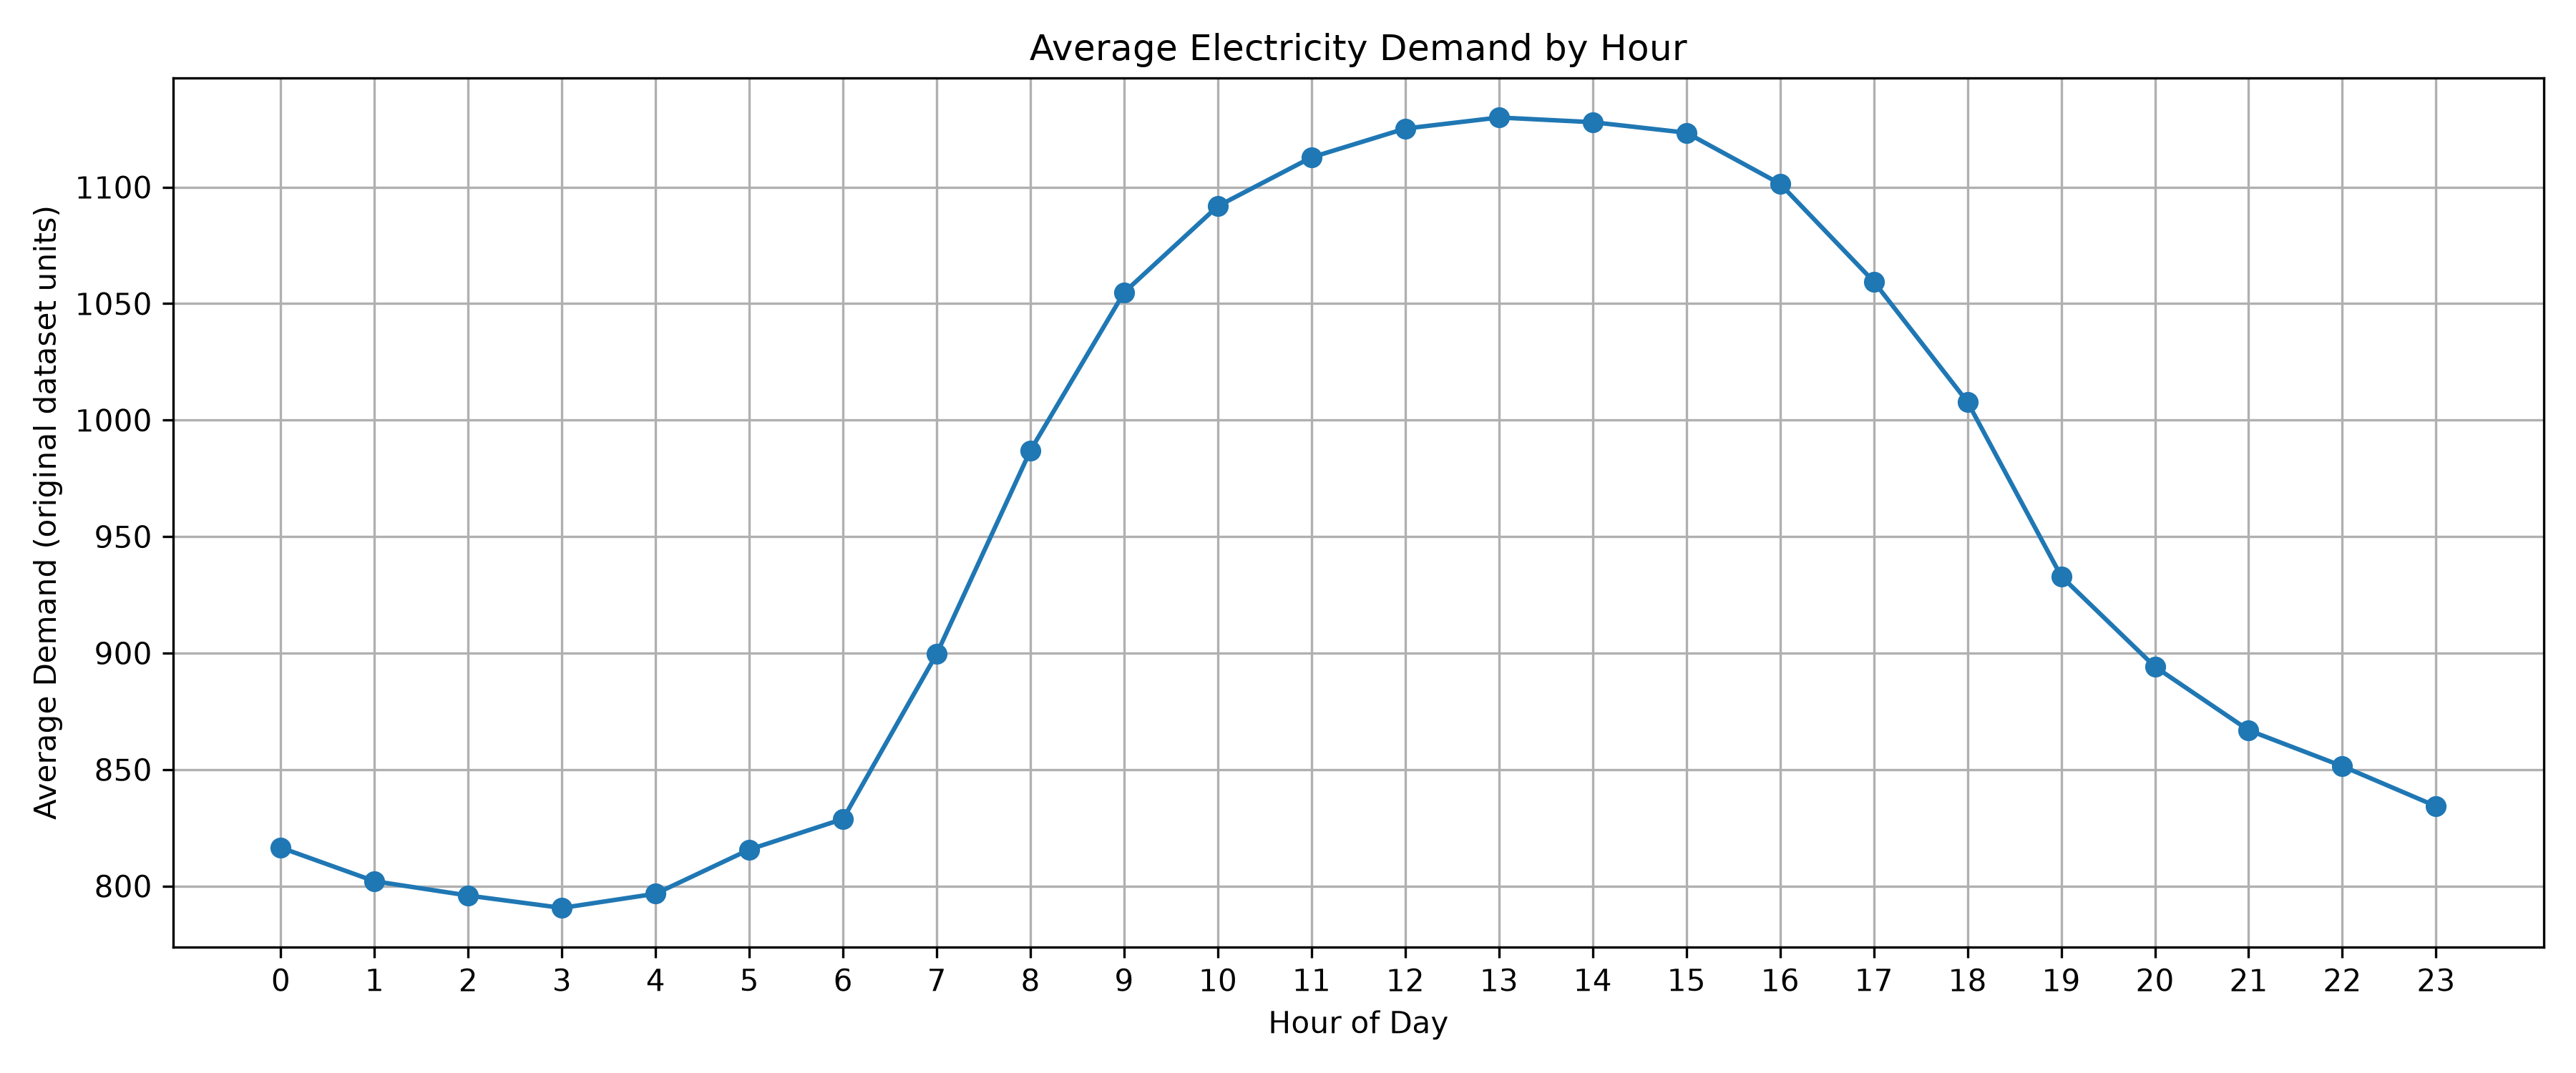 Average Electricity Demand by Hour
Average Demand (original dataset units)
1100
1050
1000
950
900
850
800
0 1 2 3 4 5 6 7 8 9 10 11 12 13 14 15 16 17 18 19 20 21 22 23
Hour of Day